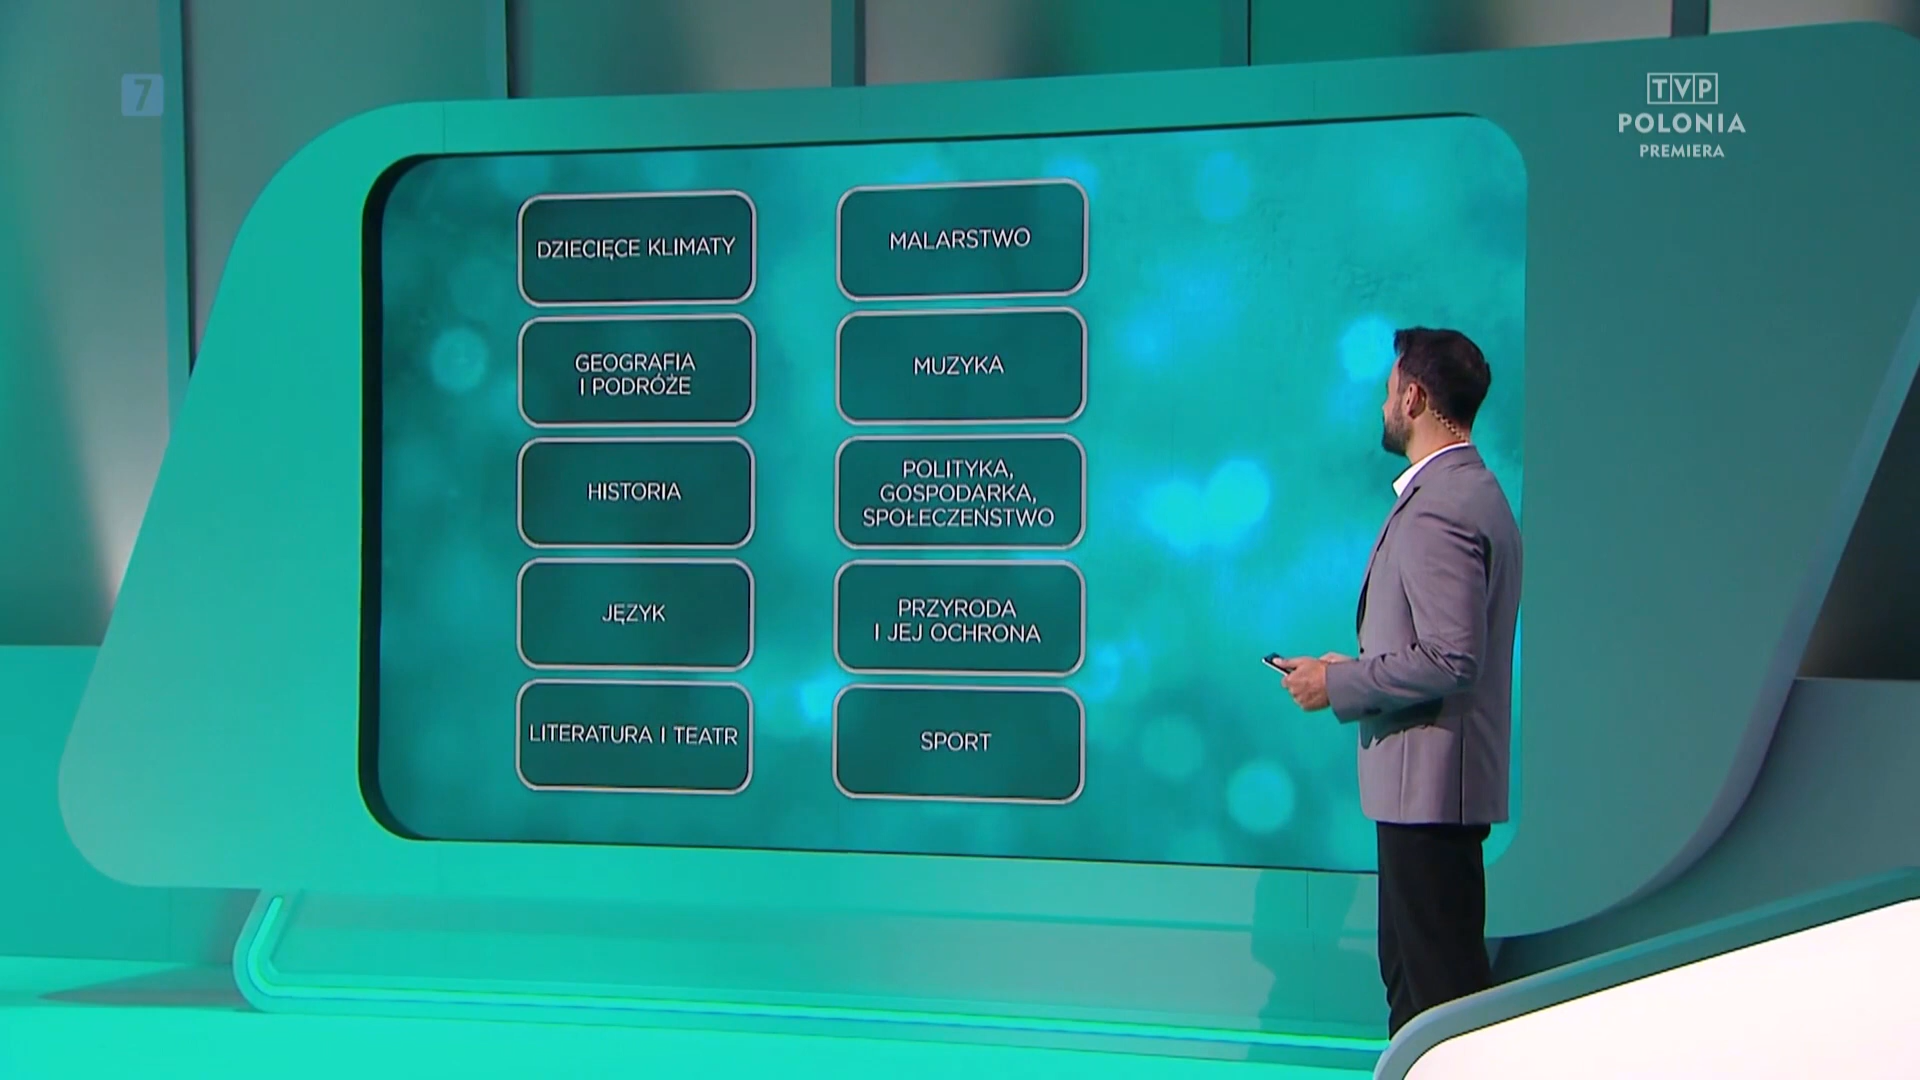 7
TVP
POLONIA
PREMIERA
DZIECIĘCE KLIMATY
GEOGRAFIA
I PODRÓŻE
HISTORIA
JĘZYK
LITERATURA I TEATR
MALARSTWO
MUZYKA
POLITYKA,
GOSPODARKA,
SPOŁECZEŃSTWO
PRZYRODA
I JEJ OCHRONA
SPORT